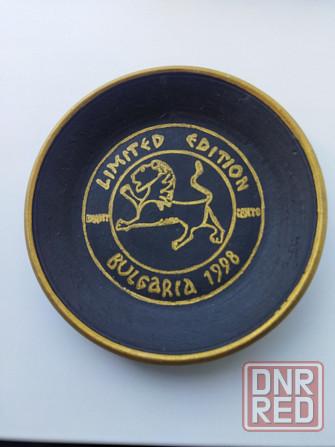 LIMITED EDITION
BULGARIA 1998
DNR
RED